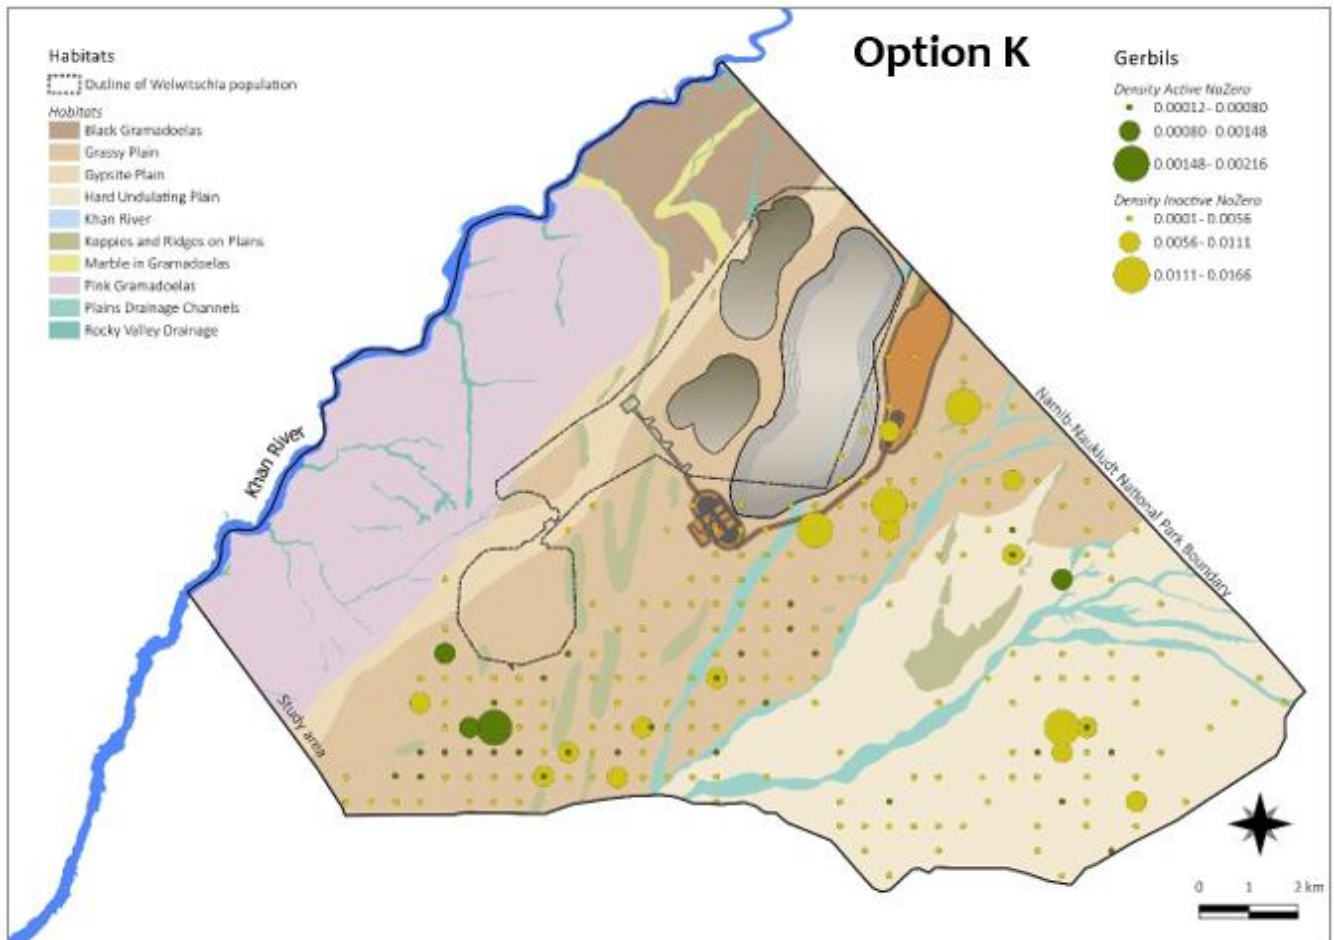 Option K
Habitats
Outline of Welwitschia population
Habitats
Black Gramadoelas
Grassy Plain
Gypsite Plain
Hard Undulating Plain
Khan River
Koppies and Ridges on Plains
Marble in Gramadoelas
Pink Gramadoelas
Plains Drainage Channels
Rocky Valley Drainage
Gerbils
Density Active NoZero
0.00012- 0.00080
0.00080- 0.00148
0.00148- 0.00216
Density Inactive NoZero
0.0001- 0.0056
0.0056- 0.0111
0.0111- 0.0166
Khan River
Namib-Naukludt National Park Boundary
Study area
0 1 2 km